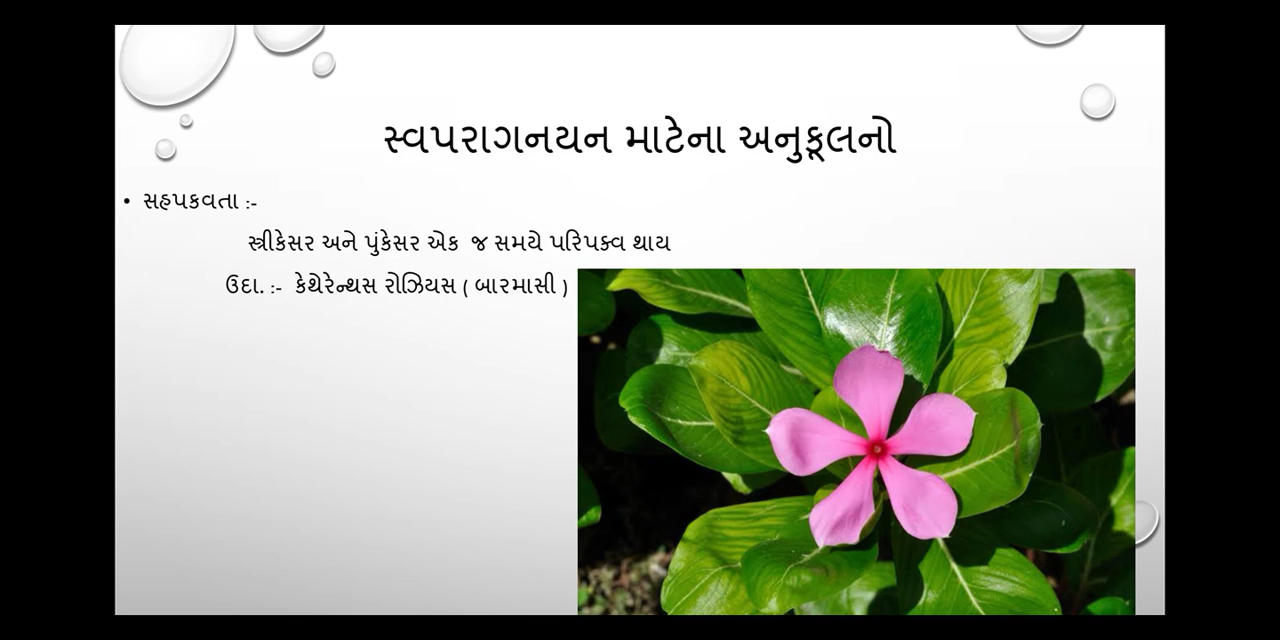 સ્વપરાગનયન માટેના અનુકૂલનો
• સહપકવતા :-
સ્ત્રીકેસર અને પુંકેસર એક જ સમયે પરિપક્વ થાય
ઉદા. :- કેથેરેન્થસ રોઝિયસ ( બારમાસી )